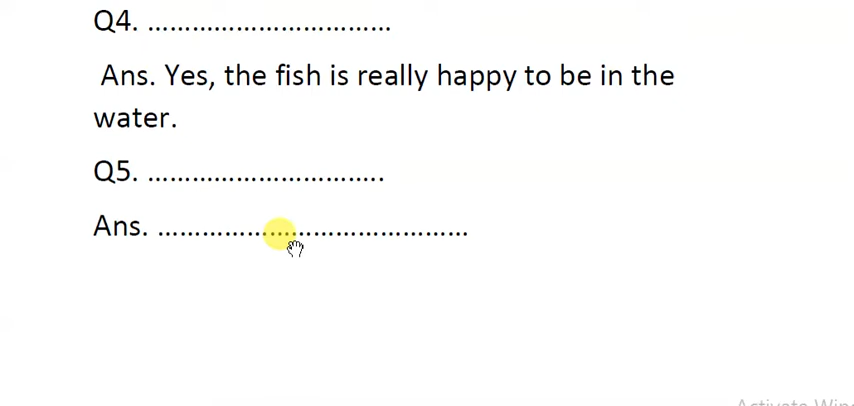 Q4. ……………………………
Ans. Yes, the fish is really happy to be in the
water.
Q5. …………………………..
Ans. ……………………………………